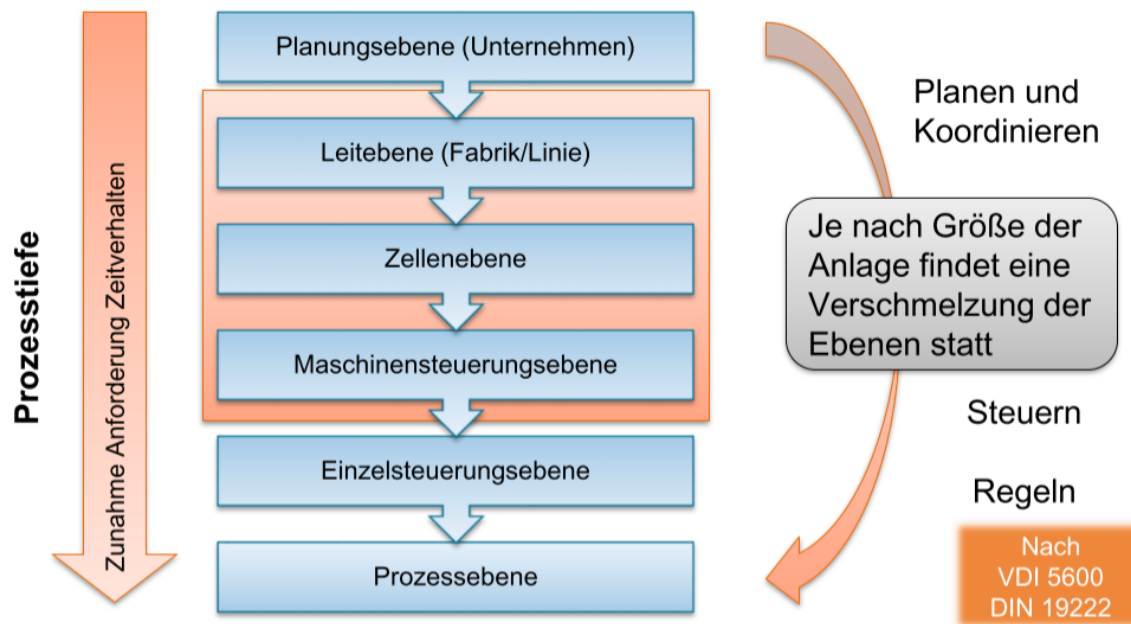 Prozesstiefe
Zunahme Anforderung Zeitverhalten
Planungsebene (Unternehmen)
Leitebene (Fabrik/Linie)
Zellenebene
Maschinensteuerungsebene
Einzelsteuerungsebene
Prozessebene
Planen und
Koordinieren
Je nach Größe der
Anlage findet eine
Verschmelzung der
Ebenen statt
Steuern
Regeln
Nach
VDI 5600
DIN 19222